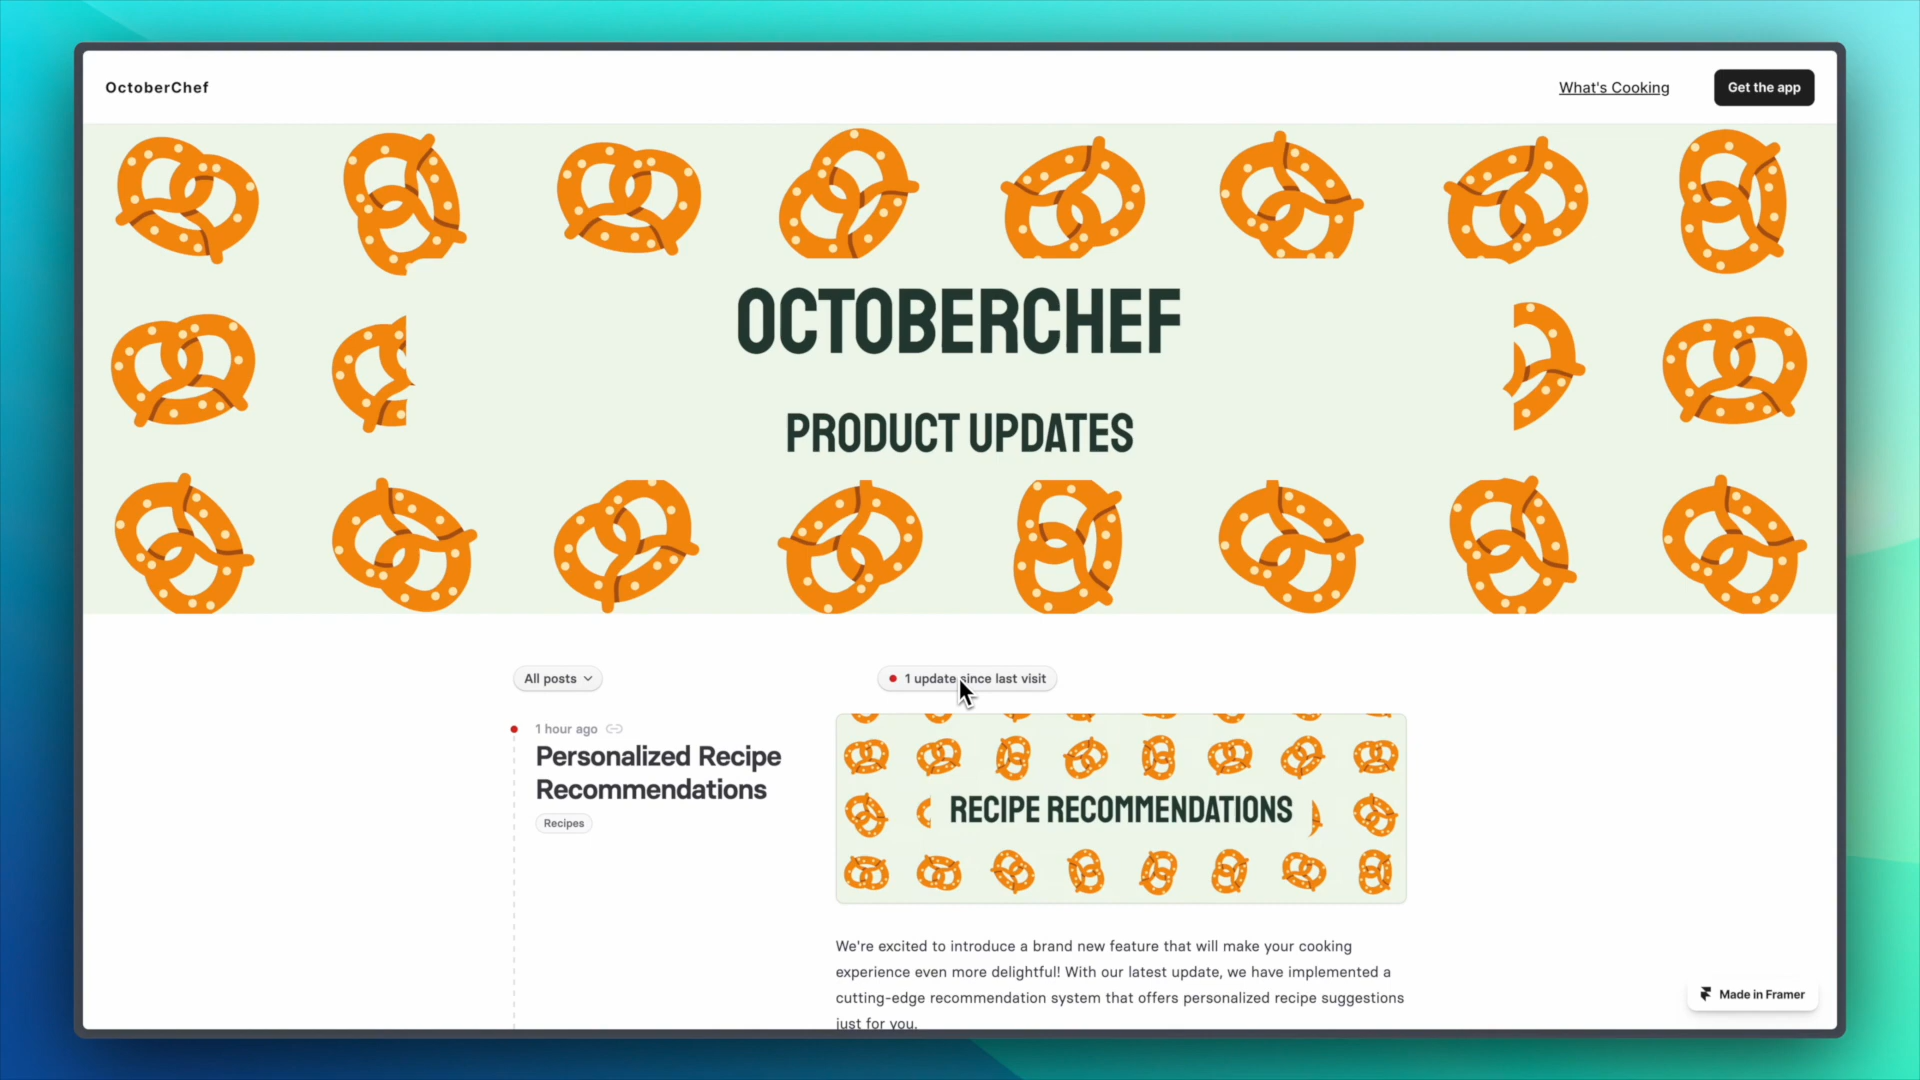 OctoberChef
What's Cooking
Get the app
OCTOBERCHEF
PRODUCT UPDATES
All posts
1 update since last visit
1 hour ago
Personalized Recipe
Recommendations
Recipes
RECIPE RECOMMENDATIONS
We're excited to introduce a brand new feature that will make your cooking
experience even more delightful! With our latest update, we have implemented a
cutting-edge recommendation system that offers personalized recipe suggestions
just for you.
Made in Framer